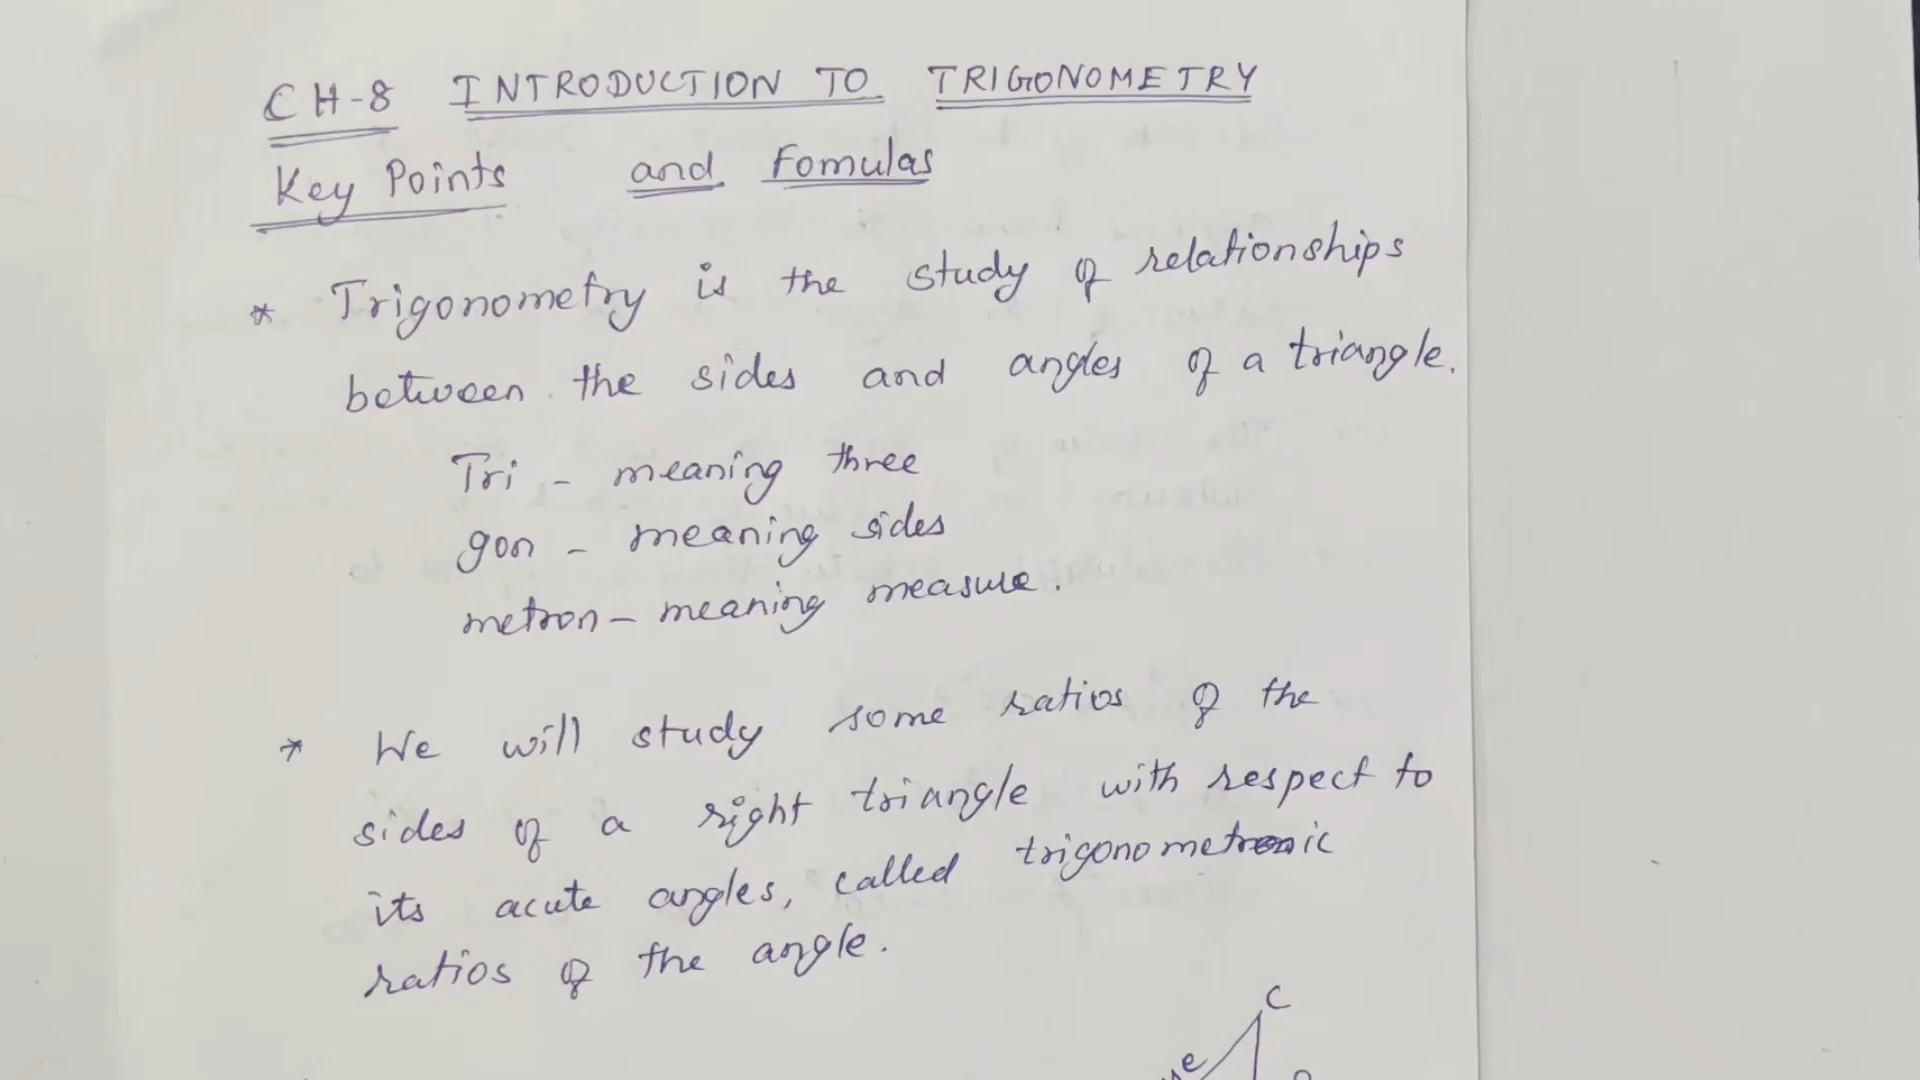 CH-8 INTRODUCTION TO TRIGONOMETRY
Key Points and Fomulas
* Trigonometry is the study of relationships
between the sides and angles of a triangle.
Tri - meaning three
gon - meaning sides
metron - meaning measure.
* We will study some ratios of the
sides of a right triangle with respect to
its acute angles, called trigonometric
ratios of the angle.
C